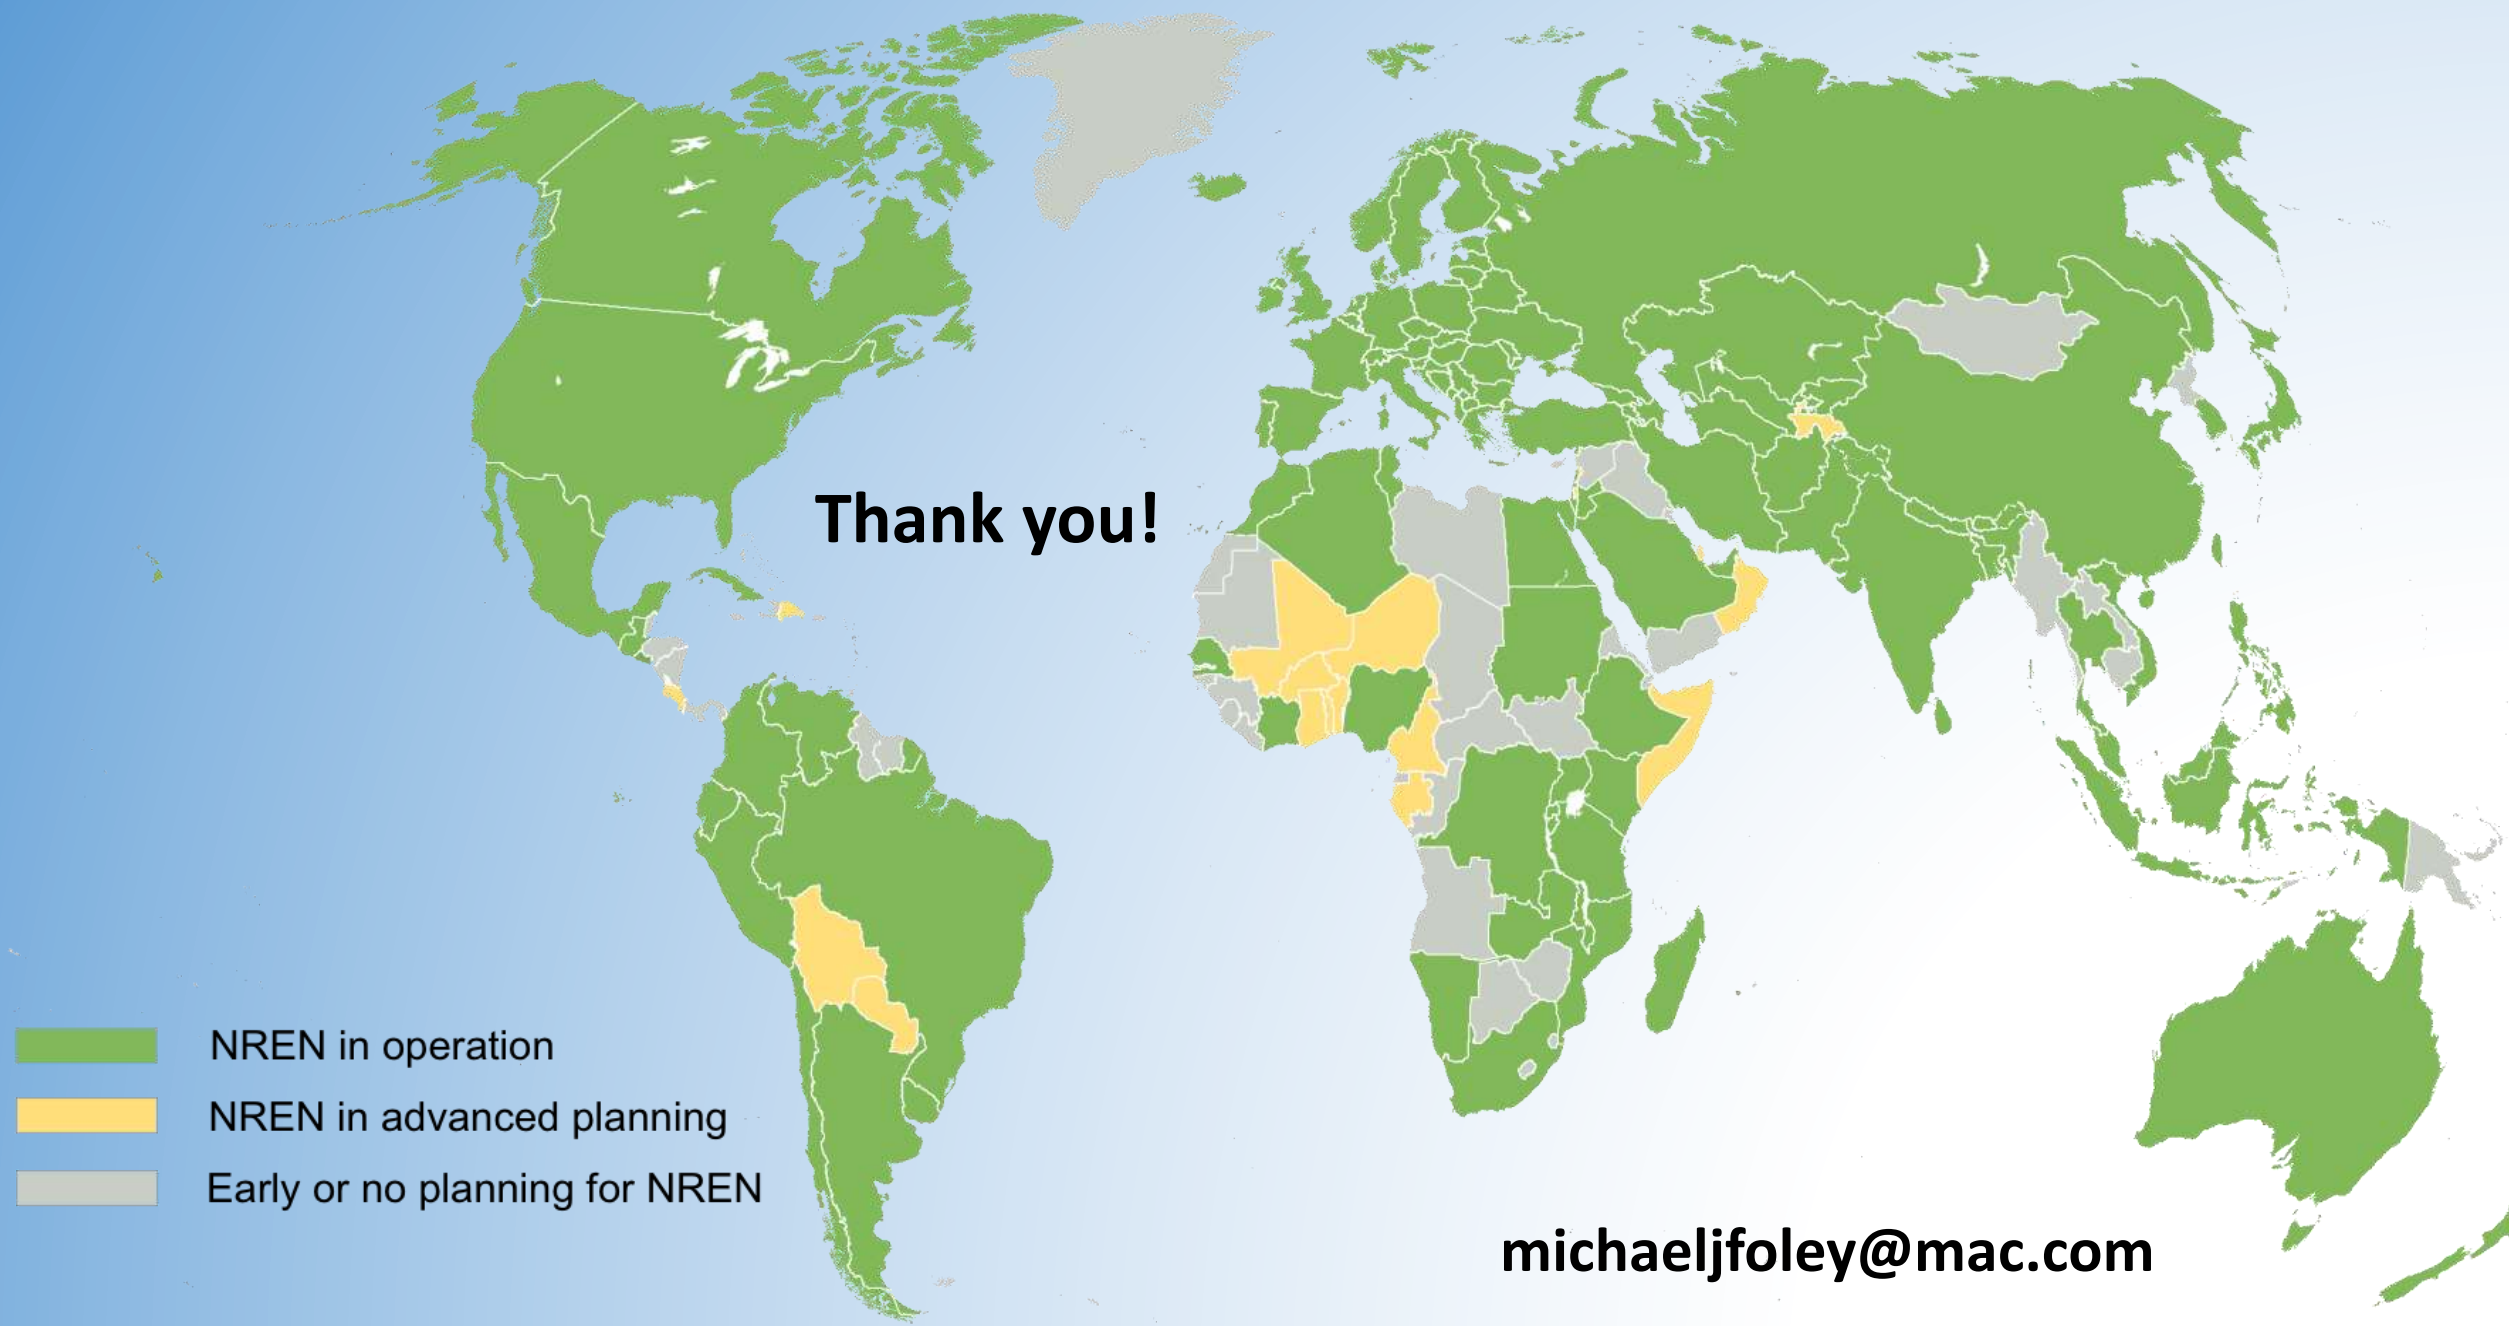 Thank you!
NREN in operation
NREN in advanced planning
Early or no planning for NREN
michaeljfoley@mac.com